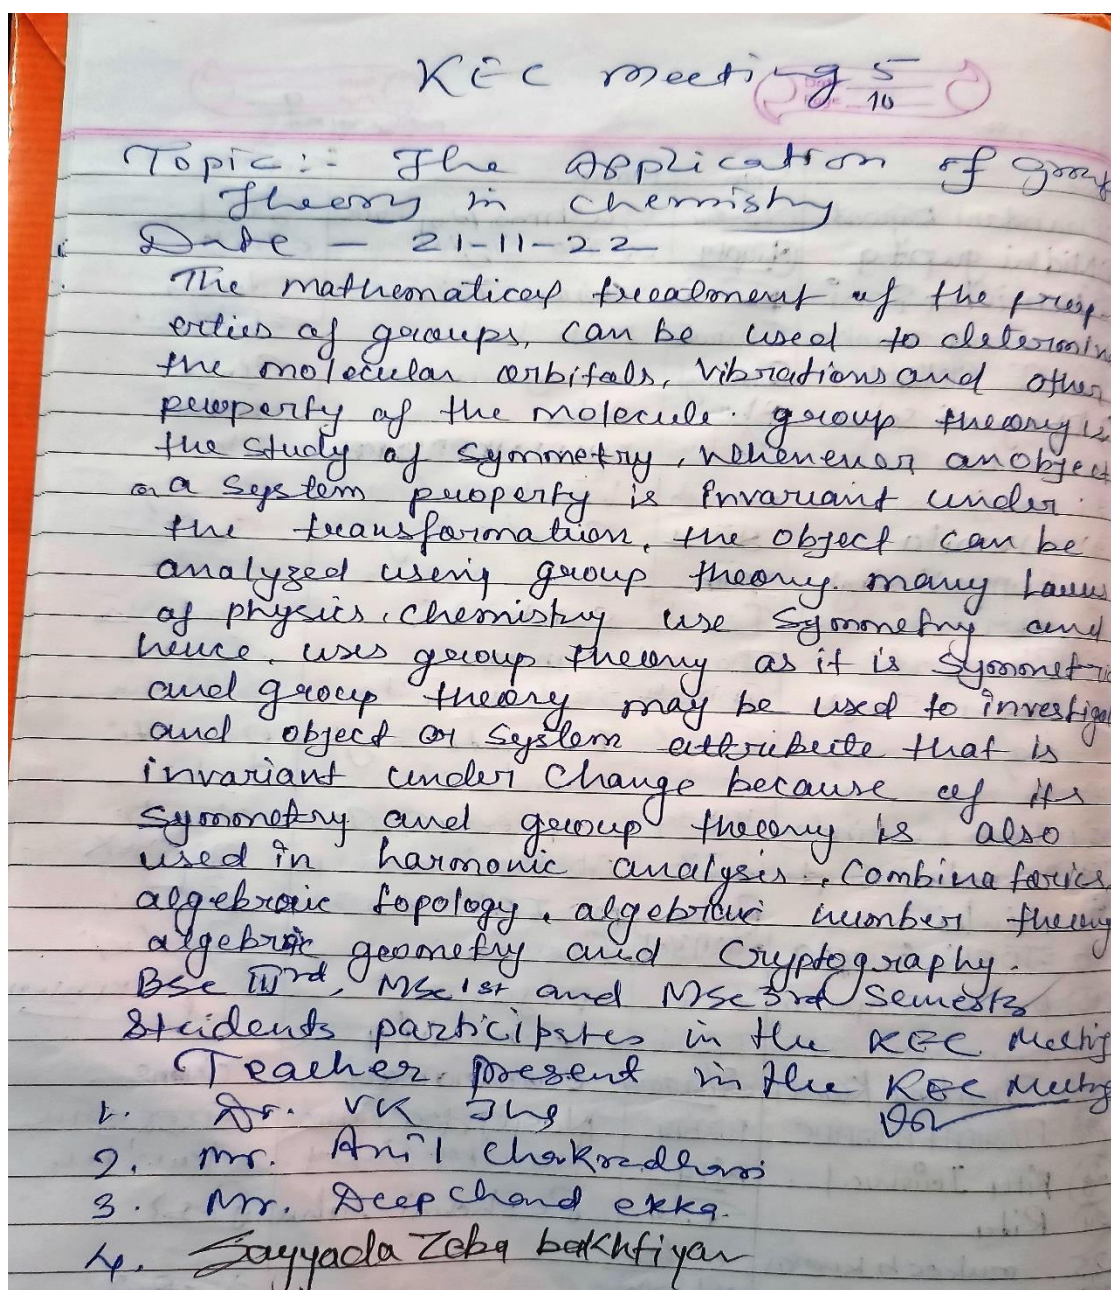 KEC meeting 5/10
Topic:- The Application of group
Theory in chemistry
Date - 21-11-22
The mathematical treatment of the prop-
erties of groups, can be used to determin
the molecular orbitals, vibrations and other
property of the molecule. group theory is
the study of symmetry, whenever an object
or a system property is invariant under
the transformation, the object can be
analyzed using group theory. many laws
of physics, chemistry use symmetry and
hence, uses group theory as it is symmetric
and group theory may be used to investiga
and object or system attribute that is
invariant under change because of its
symmetry and group theory is also
used in harmonic analysis, Combinatorics
algebraic topology, algebraic number theory
algebraic geometry and Cryptography.
BSc IIIrd, MSc 1st and MSc 3rd Semests
Students participates in the KEC Meeting
Teacher present in the KEC Meeting
1. Dr. VK
2. Mr. Anil Chakradhari
3. Mr. Deepchand ekka.
4. Sayyada Zeba bakhtiyar